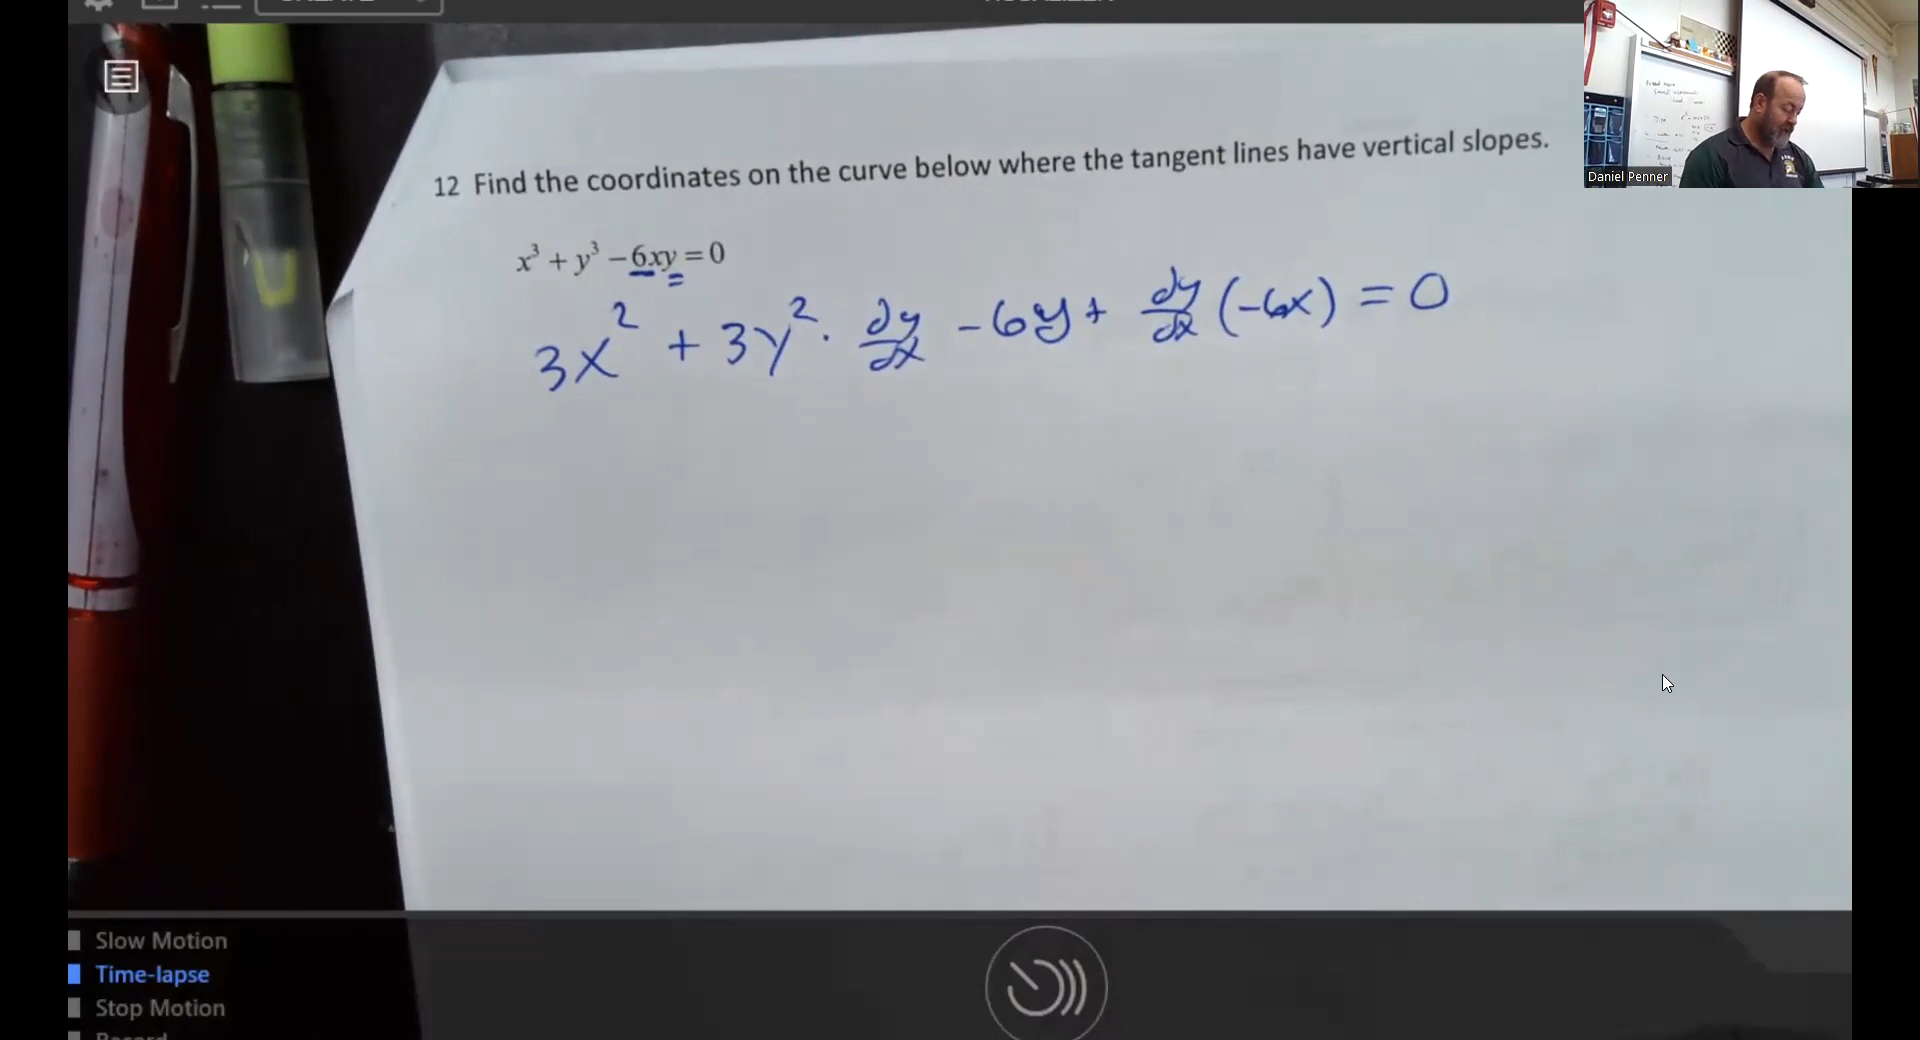 Daniel Penner
12 Find the coordinates on the curve below where the tangent lines have vertical slopes.
x³ + y³ − 6xy = 0
3x² + 3y² · dy/dx − 6y + dy/dx (−6x) = 0
Slow Motion
Time-lapse
Stop Motion